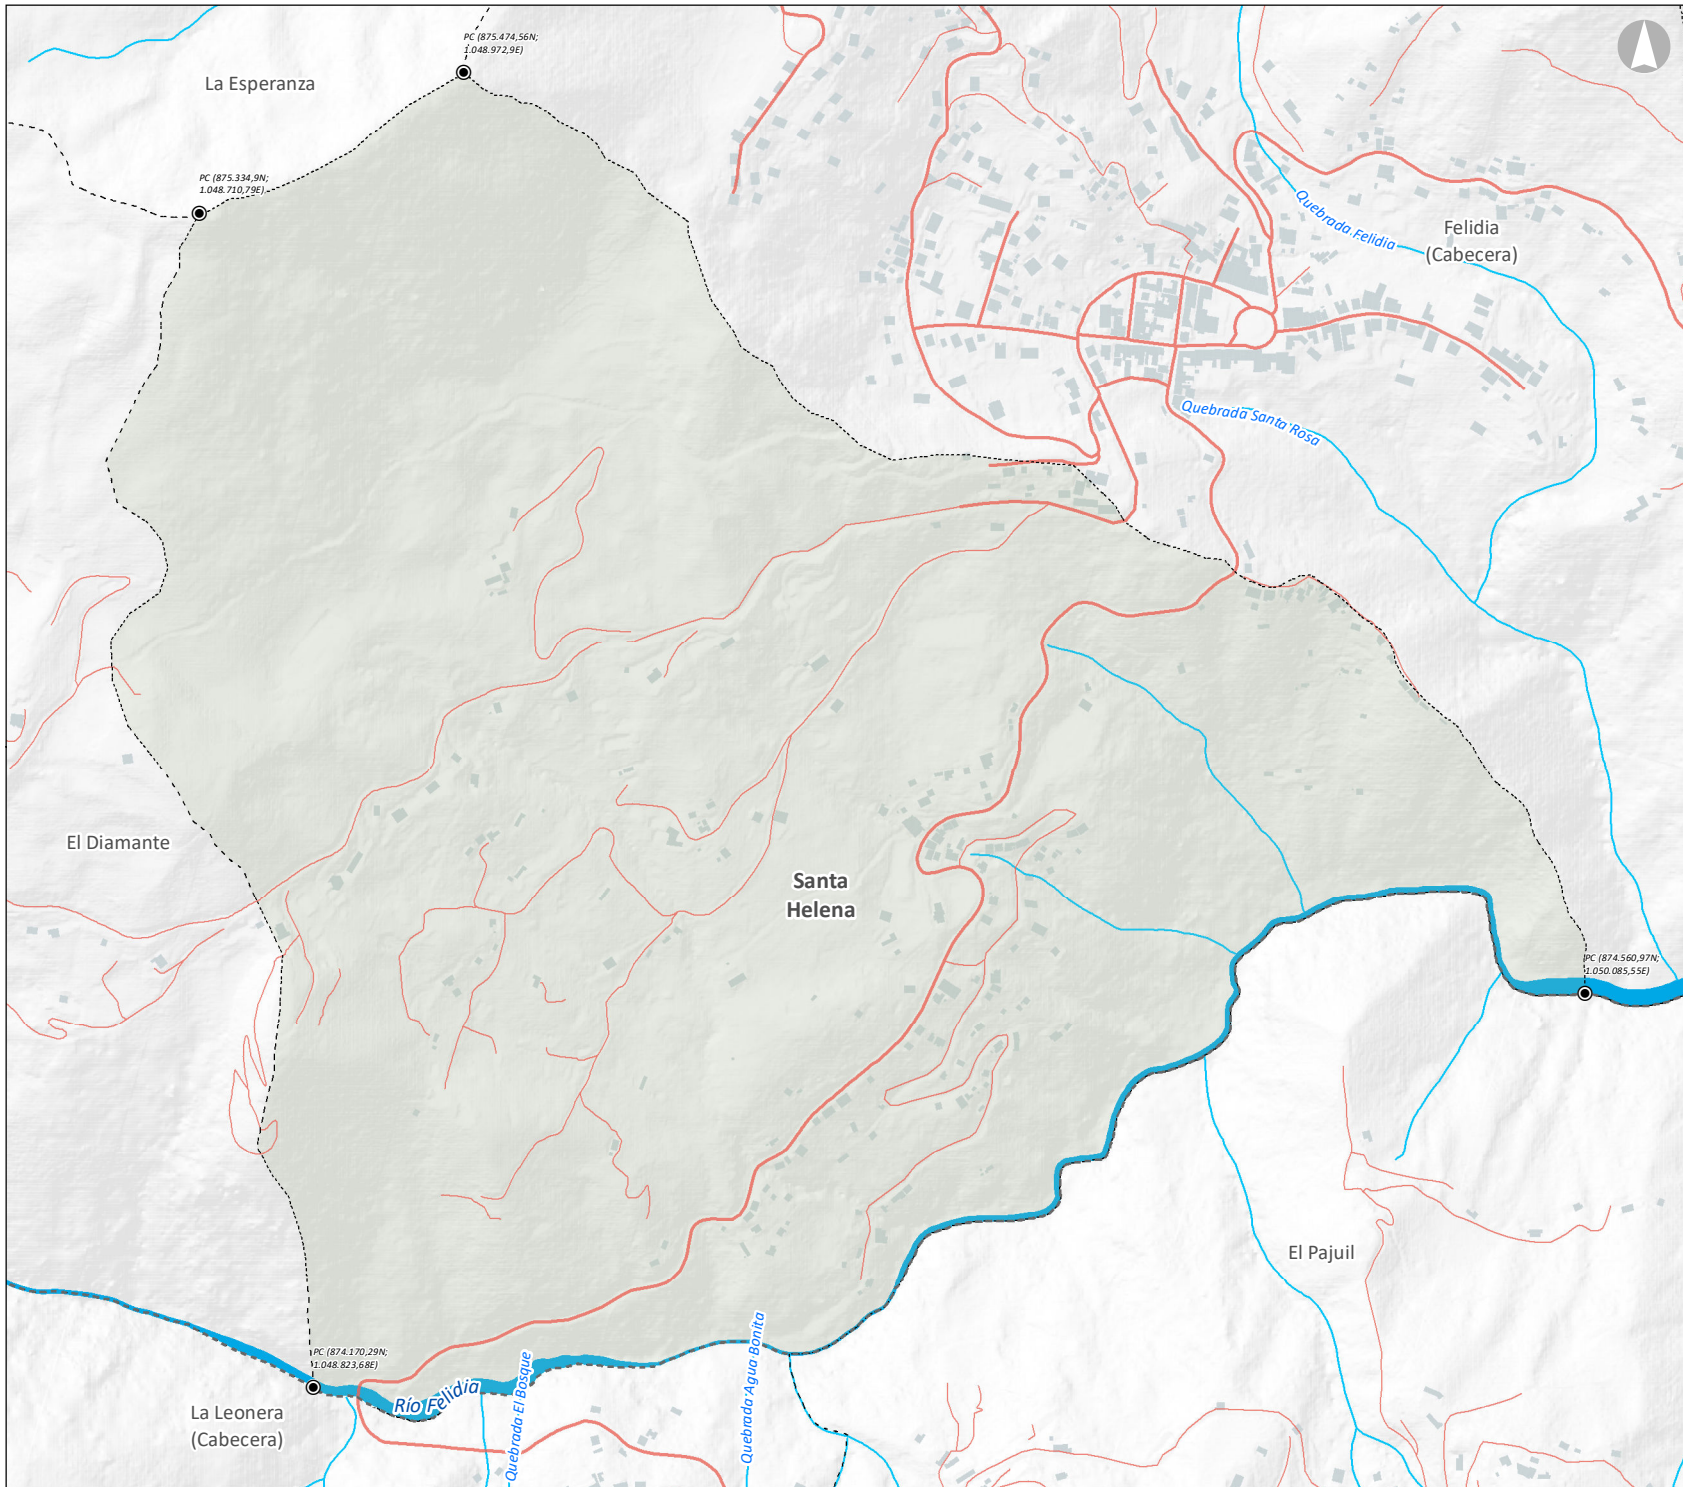 PC (875.474,56N;
1.048.972,9E)
La Esperanza
PC (875.334,9N;
1.048.710,79E)
Quebrada Felidia
Felidia
(Cabecera)
Quebrada Santa Rosa
El Diamante
Santa
Helena
PC (874.560,97N;
1.050.085,55E)
El Pajuil
PC (874.170,29N;
1.048.823,68E)
Río Felidia
Quebrada El Bosque
Quebrada Agua Bonita
La Leonera
(Cabecera)